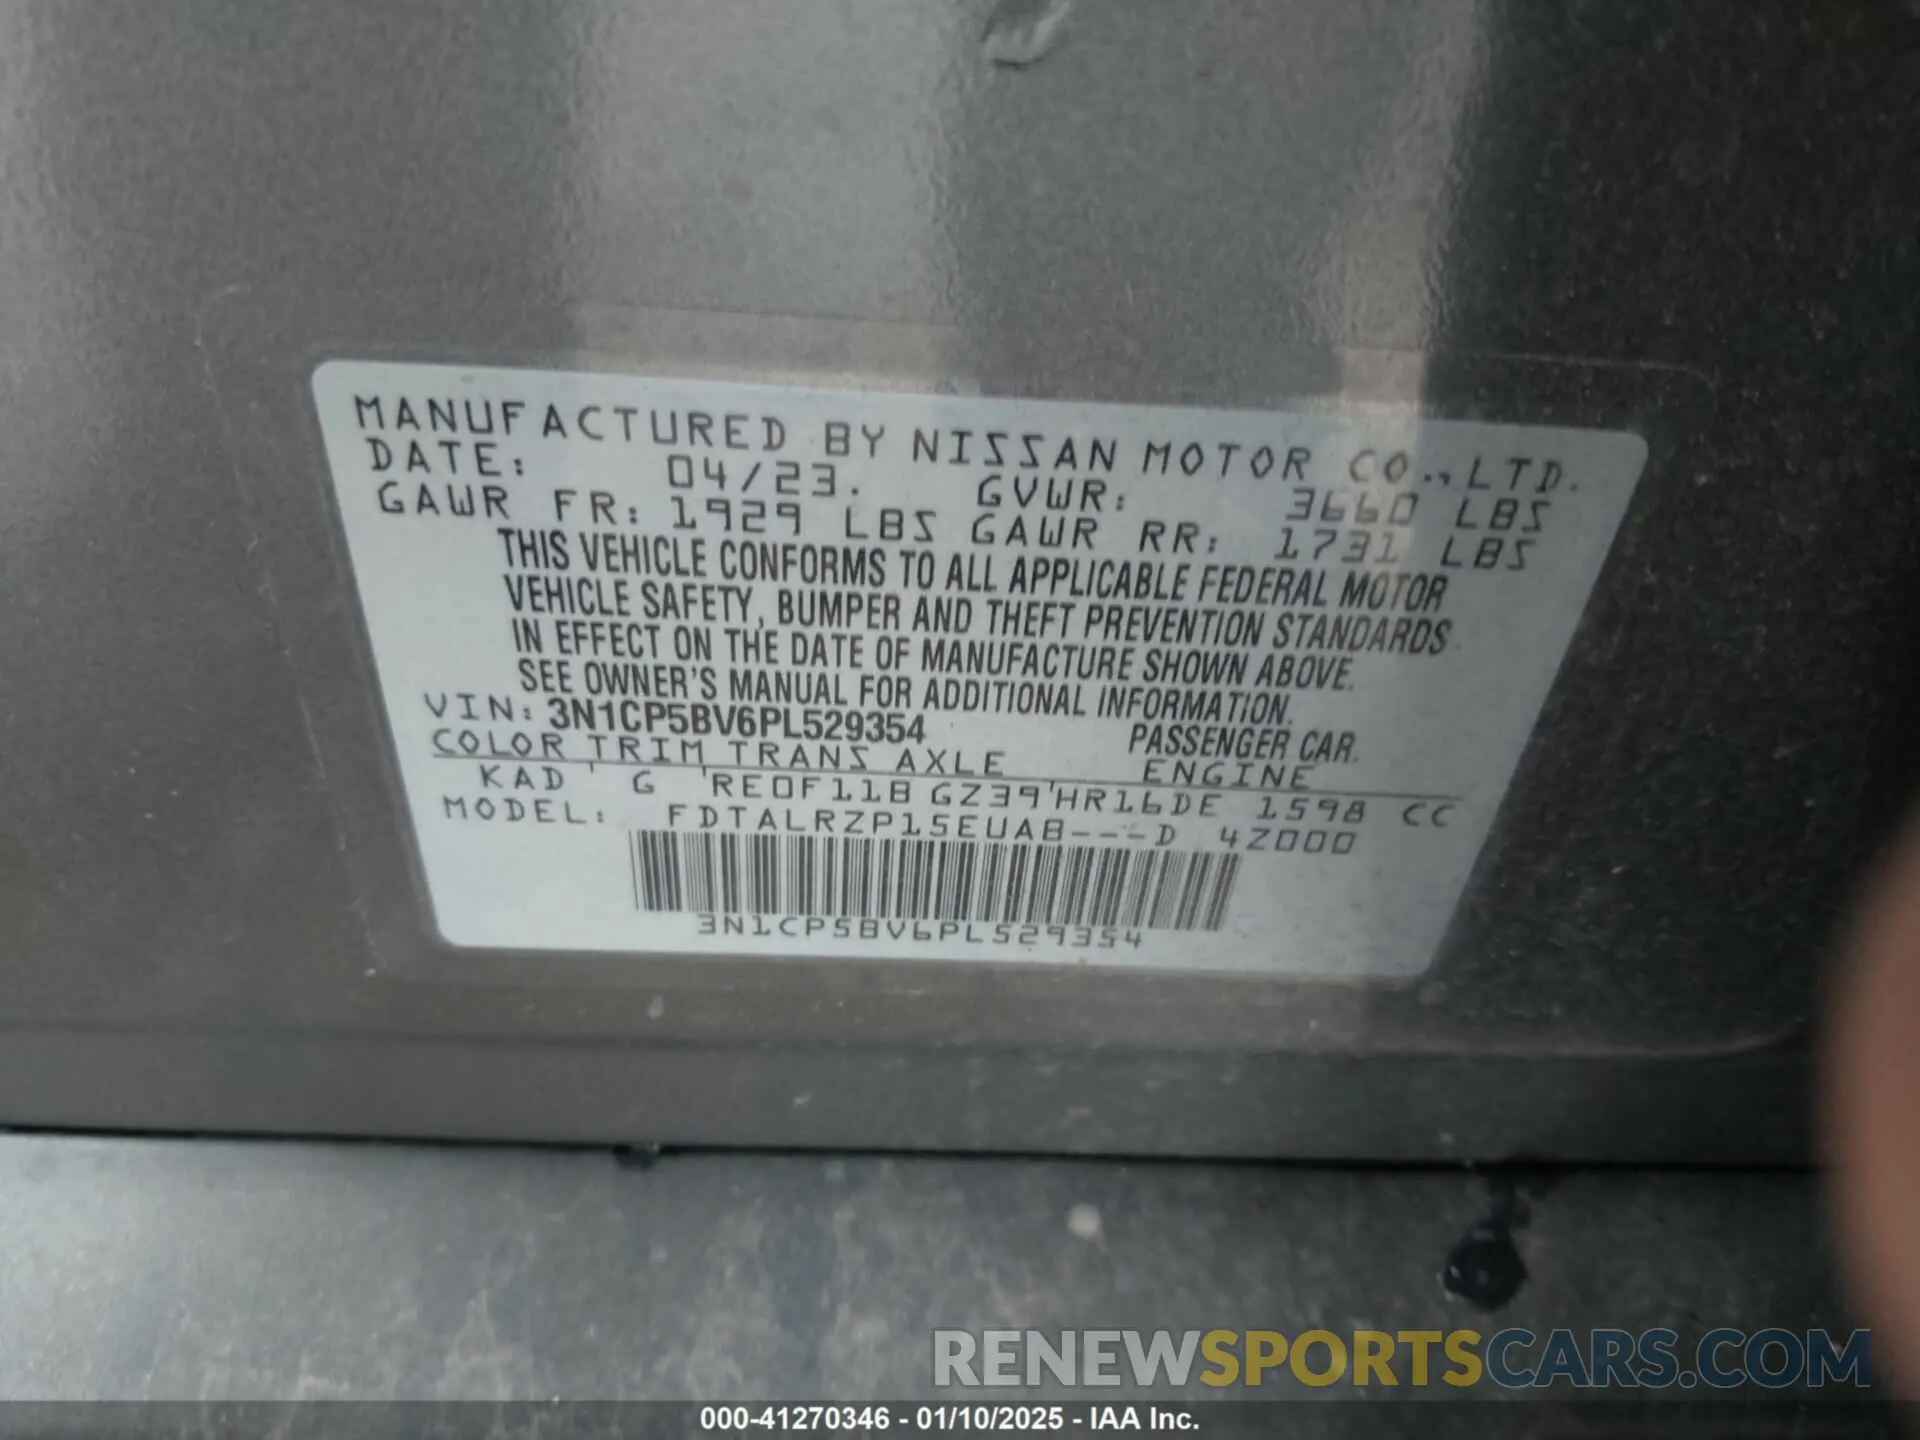 MANUFACTURED BY NISSAN MOTOR CO.,LTD.
DATE: 04/23. GVWR: 3660 LBS
GAWR FR: 1929 LBS GAWR RR: 1731 LBS
THIS VEHICLE CONFORMS TO ALL APPLICABLE FEDERAL MOTOR
VEHICLE SAFETY, BUMPER AND THEFT PREVENTION STANDARDS
IN EFFECT ON THE DATE OF MANUFACTURE SHOWN ABOVE.
SEE OWNER'S MANUAL FOR ADDITIONAL INFORMATION.
VIN: 3N1CP5BV6PL529354 PASSENGER CAR.
COLOR TRIM TRANS AXLE ENGINE
KAD ' G 'RE0F11B GZ39'HR16DE 1598 CC
MODEL: FDTALRZP15EUAB---D 4Z000
3N1CP5BV6PL529354
RENEWSPORTSCARS.COM
000-41270346 - 01/10/2025 - IAA Inc.